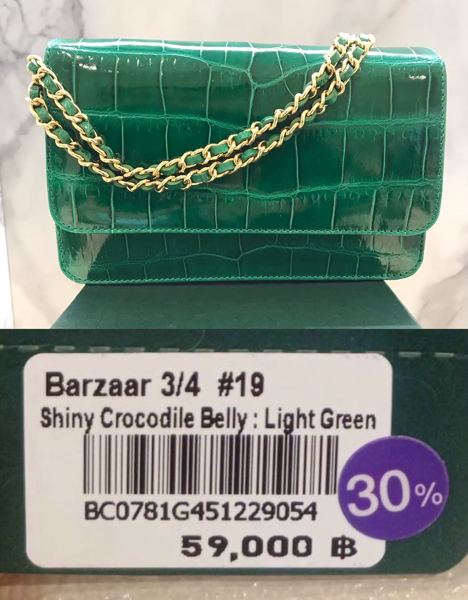 Barzaar 3/4 #19
Shiny Crocodile Belly : Light Green
BC0781G451229054
30%
59,000 ฿